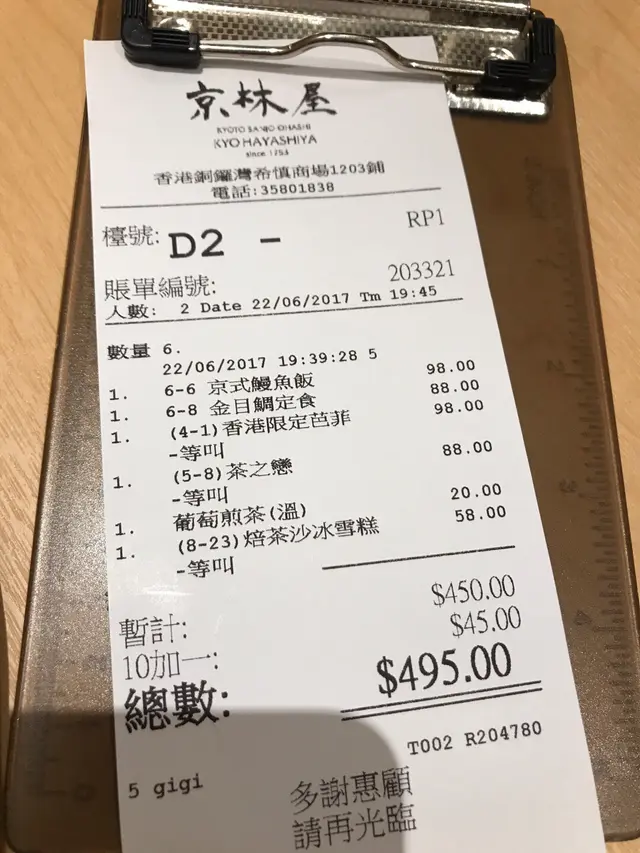 京林屋
KYOTO SANJO OHASHI
KYO HAYASHIYA
since 1753
香港銅鑼灣希慎商場1203鋪
電話:35801838
檯號: D2 - RP1
賬單編號: 203321
人數: 2 Date 22/06/2017 Tm 19:45
數量 6.
22/06/2017 19:39:28 5
1. 6-6 京式鰻魚飯 98.00
1. 6-8 金目鯛定食 88.00
1. (4-1)香港限定芭菲 98.00
-等叫
1. (5-8)茶之戀 88.00
-等叫
1. 葡萄煎茶(溫) 20.00
1. (8-23)焙茶沙冰雪糕 58.00
-等叫
暫計: $450.00
10加一: $45.00
總數: $495.00
T002 R204780
5 gigi
多謝惠顧
請再光臨